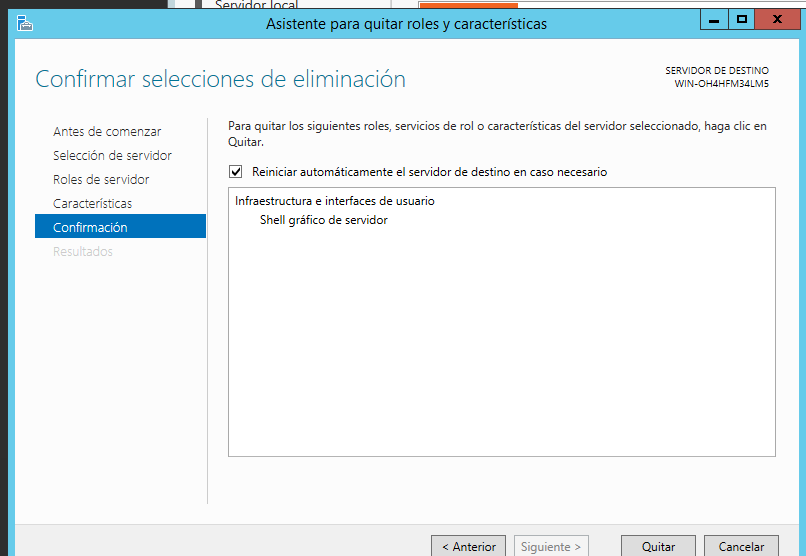 Servidor local
Asistente para quitar roles y características
Confirmar selecciones de eliminación
SERVIDOR DE DESTINO
WIN-OH4HFM34LM5
Antes de comenzar
Selección de servidor
Roles de servidor
Características
Confirmación
Resultados
Para quitar los siguientes roles, servicios de rol o características del servidor seleccionado, haga clic en
Quitar.
Reiniciar automáticamente el servidor de destino en caso necesario
Infraestructura e interfaces de usuario
Shell gráfico de servidor
< Anterior
Siguiente >
Quitar
Cancelar